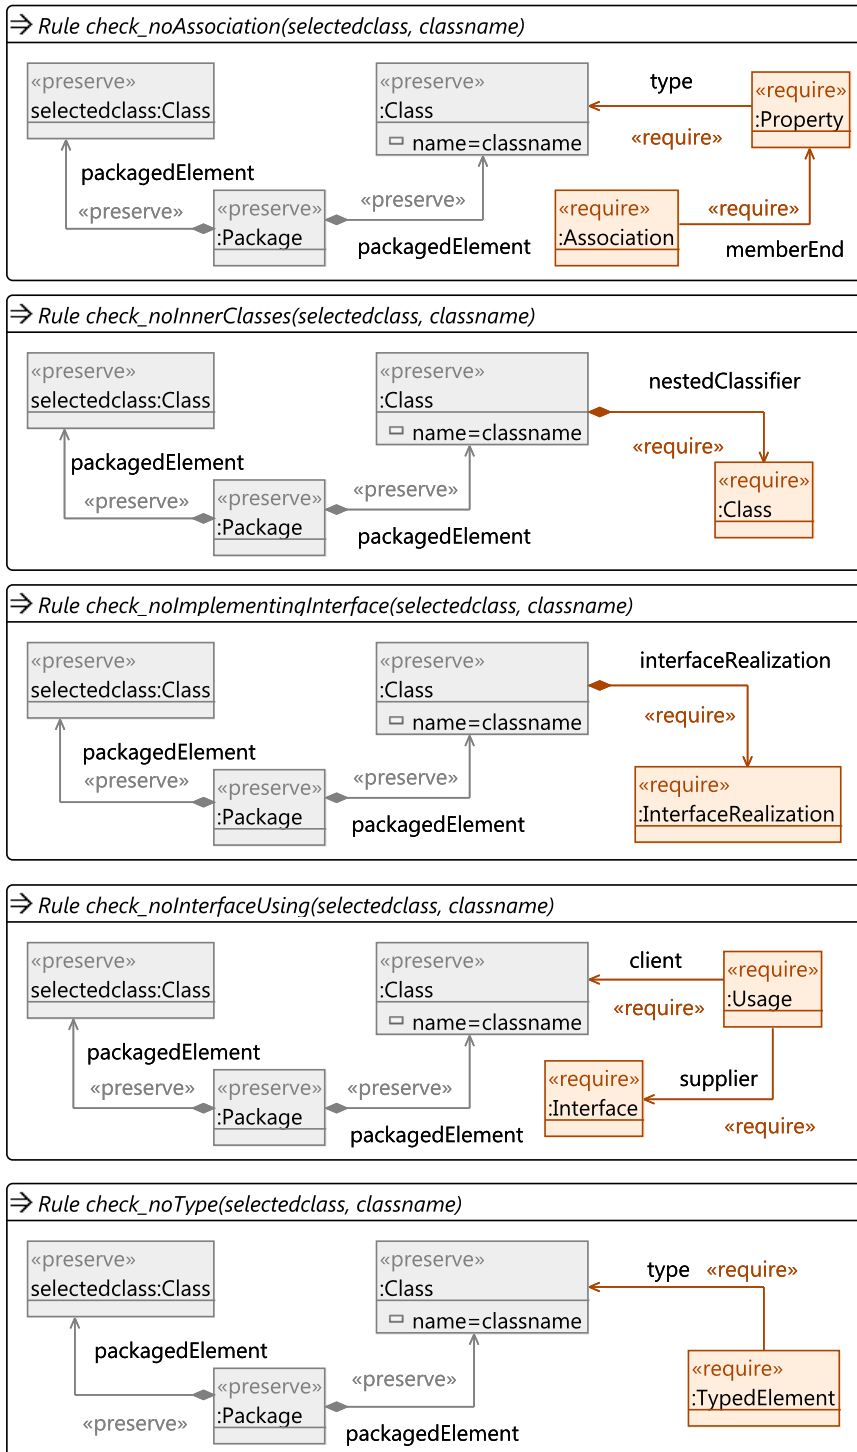 Rule check_noAssociation(selectedclass, classname)
«preserve»
selectedclass:Class
«preserve»
:Class
name=classname
type
«require»
«require»
:Property
packagedElement
«preserve»
«preserve»
:Package
«preserve»
packagedElement
«require»
:Association
«require»
memberEnd
Rule check_noInnerClasses(selectedclass, classname)
«preserve»
selectedclass:Class
«preserve»
:Class
name=classname
nestedClassifier
«require»
«require»
:Class
packagedElement
«preserve»
«preserve»
:Package
«preserve»
packagedElement
Rule check_noImplementingInterface(selectedclass, classname)
«preserve»
selectedclass:Class
«preserve»
:Class
name=classname
interfaceRealization
«require»
«require»
:InterfaceRealization
packagedElement
«preserve»
«preserve»
:Package
«preserve»
packagedElement
Rule check_noInterfaceUsing(selectedclass, classname)
«preserve»
selectedclass:Class
«preserve»
:Class
name=classname
client
«require»
«require»
:Usage
packagedElement
«preserve»
«preserve»
:Package
«preserve»
packagedElement
«require»
:Interface
supplier
«require»
Rule check_noType(selectedclass, classname)
«preserve»
selectedclass:Class
«preserve»
:Class
name=classname
type «require»
«require»
:TypedElement
packagedElement
«preserve»
«preserve»
:Package
«preserve»
packagedElement